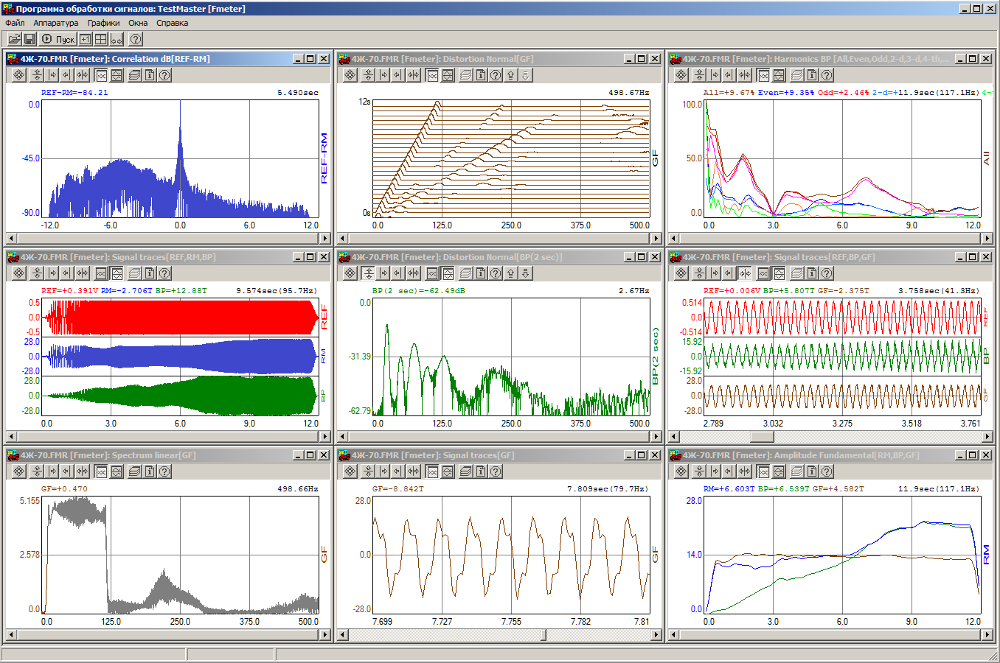 Программа обработки сигналов: TestMaster [Fmeter]
Файл Аппаратура Графики Окна Справка
Пуск +1
4Ж-70.FMR [Fmeter]: Correlation dB[REF-RM]
REF-RM=-84.21 5.490sec
0.0
-45.0
-90.0
REF-RM
-12.0 -6.0 0.0 6.0 12.0
4Ж-70.FMR [Fmeter]: Distortion Normal[GF]
498.67Hz
12s
0s
GF
0.0 125.0 250.0 375.0 500.0
4Ж-70.FMR [Fmeter]: Harmonics BP [All,Even,Odd,2-d,3-d,4-th,...
All=+9.67% Even=+9.35% Odd=+2.46% 2-d=+11.9sec(117.1Hz) 4-
100.0
50.0
0.0
All
0.0 3.0 6.0 9.0 12.0
4Ж-70.FMR [Fmeter]: Signal traces[REF,RM,BP]
REF=+0.391V RM=-2.706T BP=+12.88T 9.574sec(95.7Hz)
0.5
0.0
-0.5
REF
28.0
0.0
-28.0
RM
28.0
0.0
-28.0
BP
0.0 3.0 6.0 9.0 12.0
4Ж-70.FMR [Fmeter]: Distortion Normal[BP(2 sec)]
BP(2 sec)=-62.49dB 2.67Hz
0.0
-31.39
-62.79
BP(2 sec)
0.0 125.0 250.0 375.0 500.0
4Ж-70.FMR [Fmeter]: Signal traces[REF,BP,GF]
REF=+0.006V BP=+5.807T GF=-2.375T 3.758sec(41.3Hz)
0.514
0.0
-0.514
REF
15.92
0.0
-15.92
BP
28.0
0.0
-28.0
GF
2.789 3.032 3.275 3.518 3.761
4Ж-70.FMR [Fmeter]: Spectrum linear[GF]
GF=+0.470 498.66Hz
5.155
2.578
0.0
GF
0.0 125.0 250.0 375.0 500.0
4Ж-70.FMR [Fmeter]: Signal traces[GF]
GF=-8.842T 7.809sec(79.7Hz)
28.0
0.0
-28.0
GF
7.699 7.727 7.755 7.782 7.81
4Ж-70.FMR [Fmeter]: Amplitude Fundamental[RM,BP,GF]
RM=+6.603T BP=+6.539T GF=+4.582T 11.9sec(117.1Hz)
28.0
14.0
0.0
RM
0.0 3.0 6.0 9.0 12.0